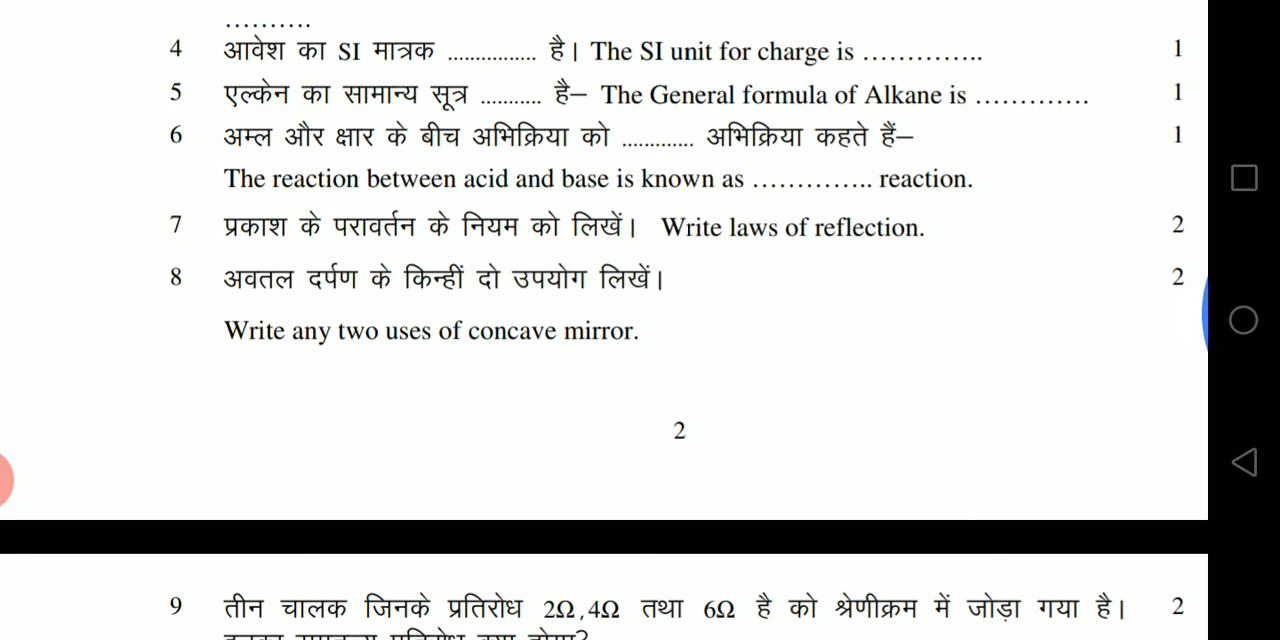 ..........
4 आवेश का SI मात्रक ................ है। The SI unit for charge is ………….. 1
5 एल्केन का सामान्य सूत्र ........... है– The General formula of Alkane is …………. 1
6 अम्ल और क्षार के बीच अभिक्रिया को ............. अभिक्रिया कहते हैं– 1
The reaction between acid and base is known as ………….. reaction.
7 प्रकाश के परावर्तन के नियम को लिखें। Write laws of reflection. 2
8 अवतल दर्पण के किन्हीं दो उपयोग लिखें। 2
Write any two uses of concave mirror.
2
9 तीन चालक जिनके प्रतिरोध 2Ω,4Ω तथा 6Ω है को श्रेणीक्रम में जोड़ा गया है। 2